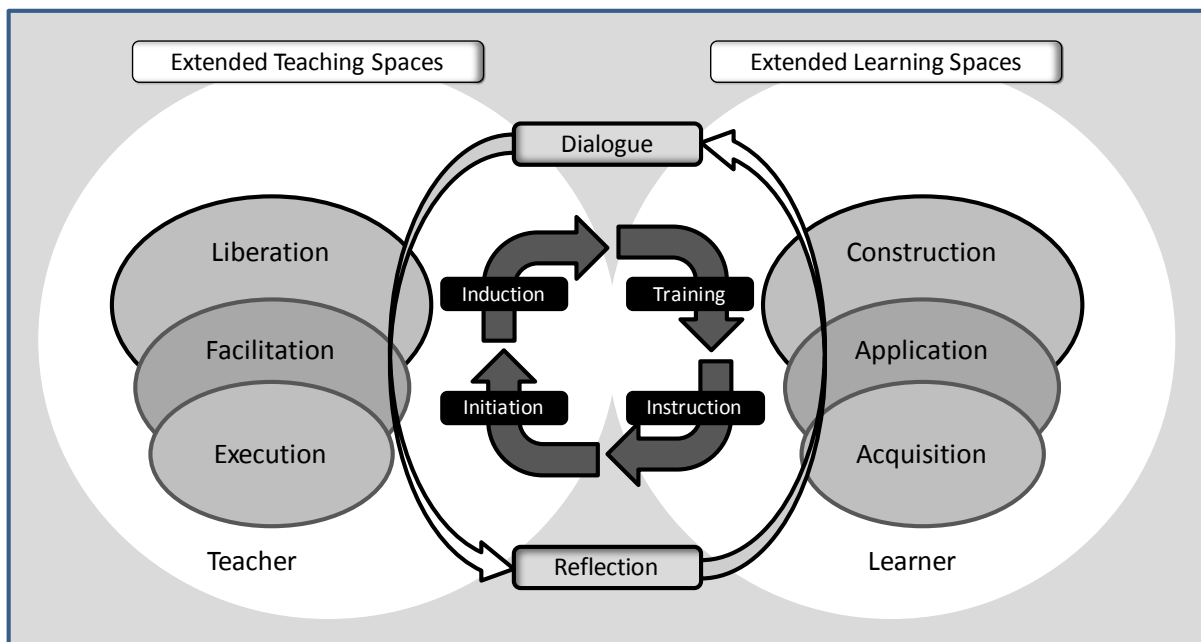 Extended Teaching Spaces
Extended Learning Spaces
Dialogue
Liberation
Construction
Induction
Training
Facilitation
Application
Initiation
Instruction
Execution
Acquisition
Teacher
Reflection
Learner